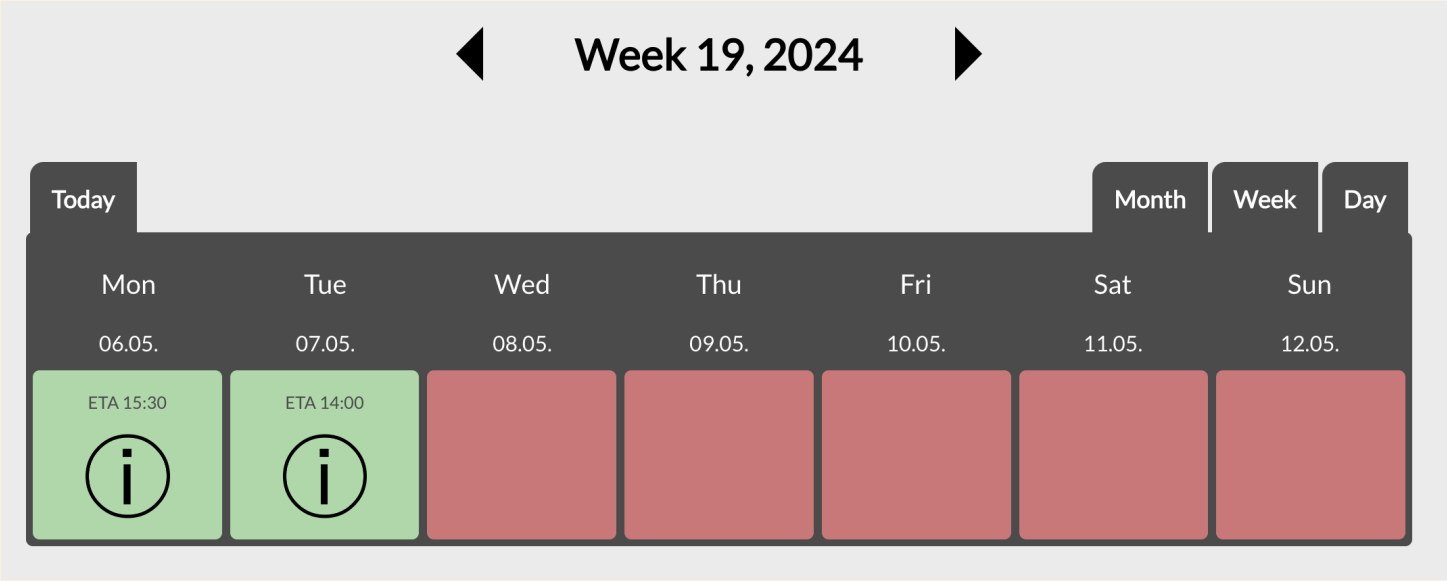 Week 19, 2024
Today Month Week Day
Mon Tue Wed Thu Fri Sat Sun
06.05. 07.05. 08.05. 09.05. 10.05. 11.05. 12.05.
ETA 15:30 ETA 14:00
i i